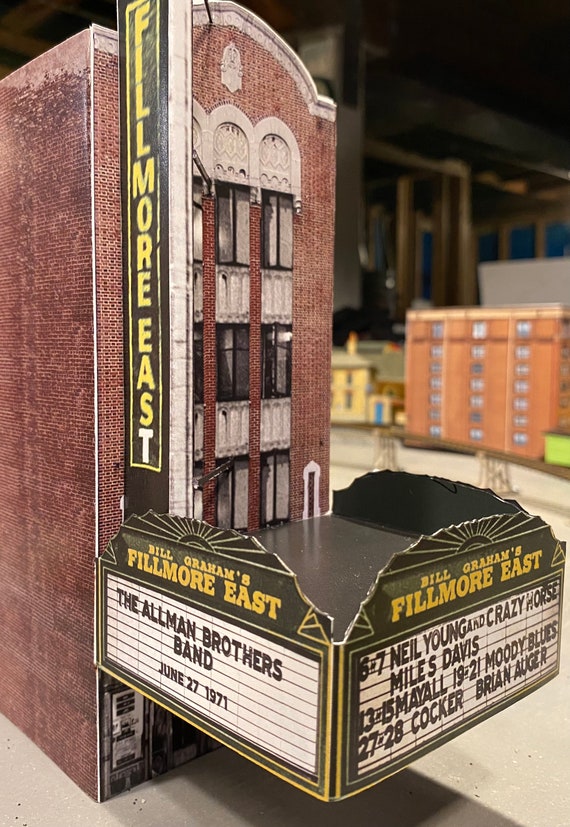 FILLMORE EAST
BILL GRAHAM'S
FILLMORE EAST
THE ALLMAN BROTHERS
BAND
JUNE 27 1971
BILL GRAHAM'S
FILLMORE EAST
6=7 NEIL YOUNG AND CRAZY HORSE
MILES DAVIS
13=15 MAYALL 19=21 MOODY BLUES
27=28 COCKER BRIAN AUGER